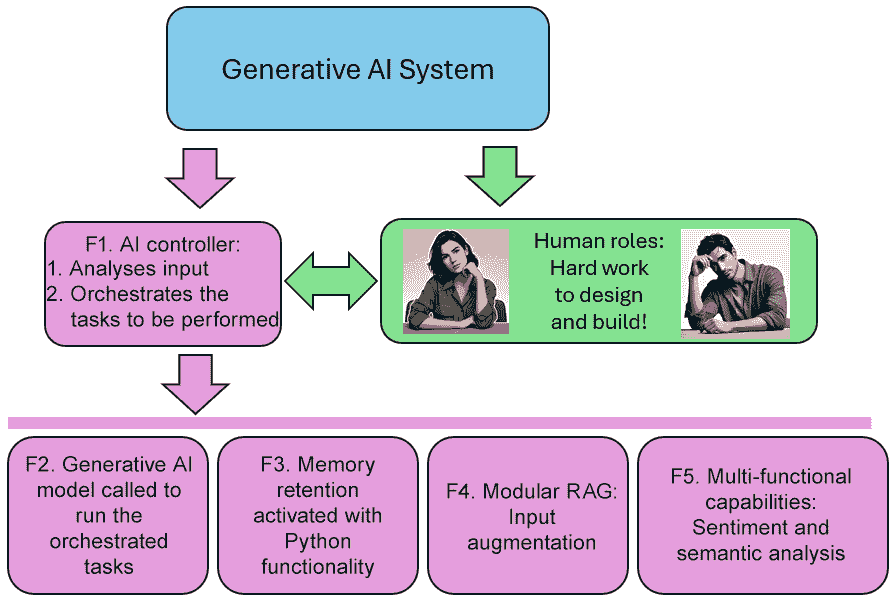 Generative AI System
F1. AI controller:
1. Analyses input
2. Orchestrates the
tasks to be performed
Human roles:
Hard work
to design
and build!
F2. Generative AI
model called to
run the
orchestrated
tasks
F3. Memory
retention
activated with
Python
functionality
F4. Modular RAG:
Input
augmentation
F5. Multi-functional
capabilities:
Sentiment and
semantic analysis